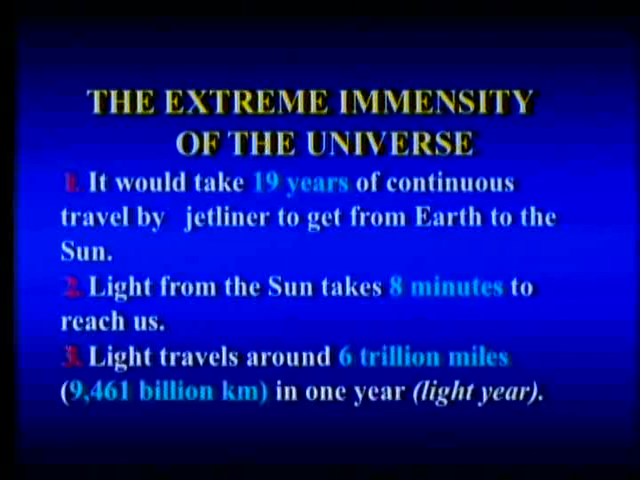 THE EXTREME IMMENSITY
OF THE UNIVERSE
1. It would take 19 years of continuous
travel by jetliner to get from Earth to the
Sun.
2. Light from the Sun takes 8 minutes to
reach us.
3. Light travels around 6 trillion miles
(9,461 billion km) in one year (light year).